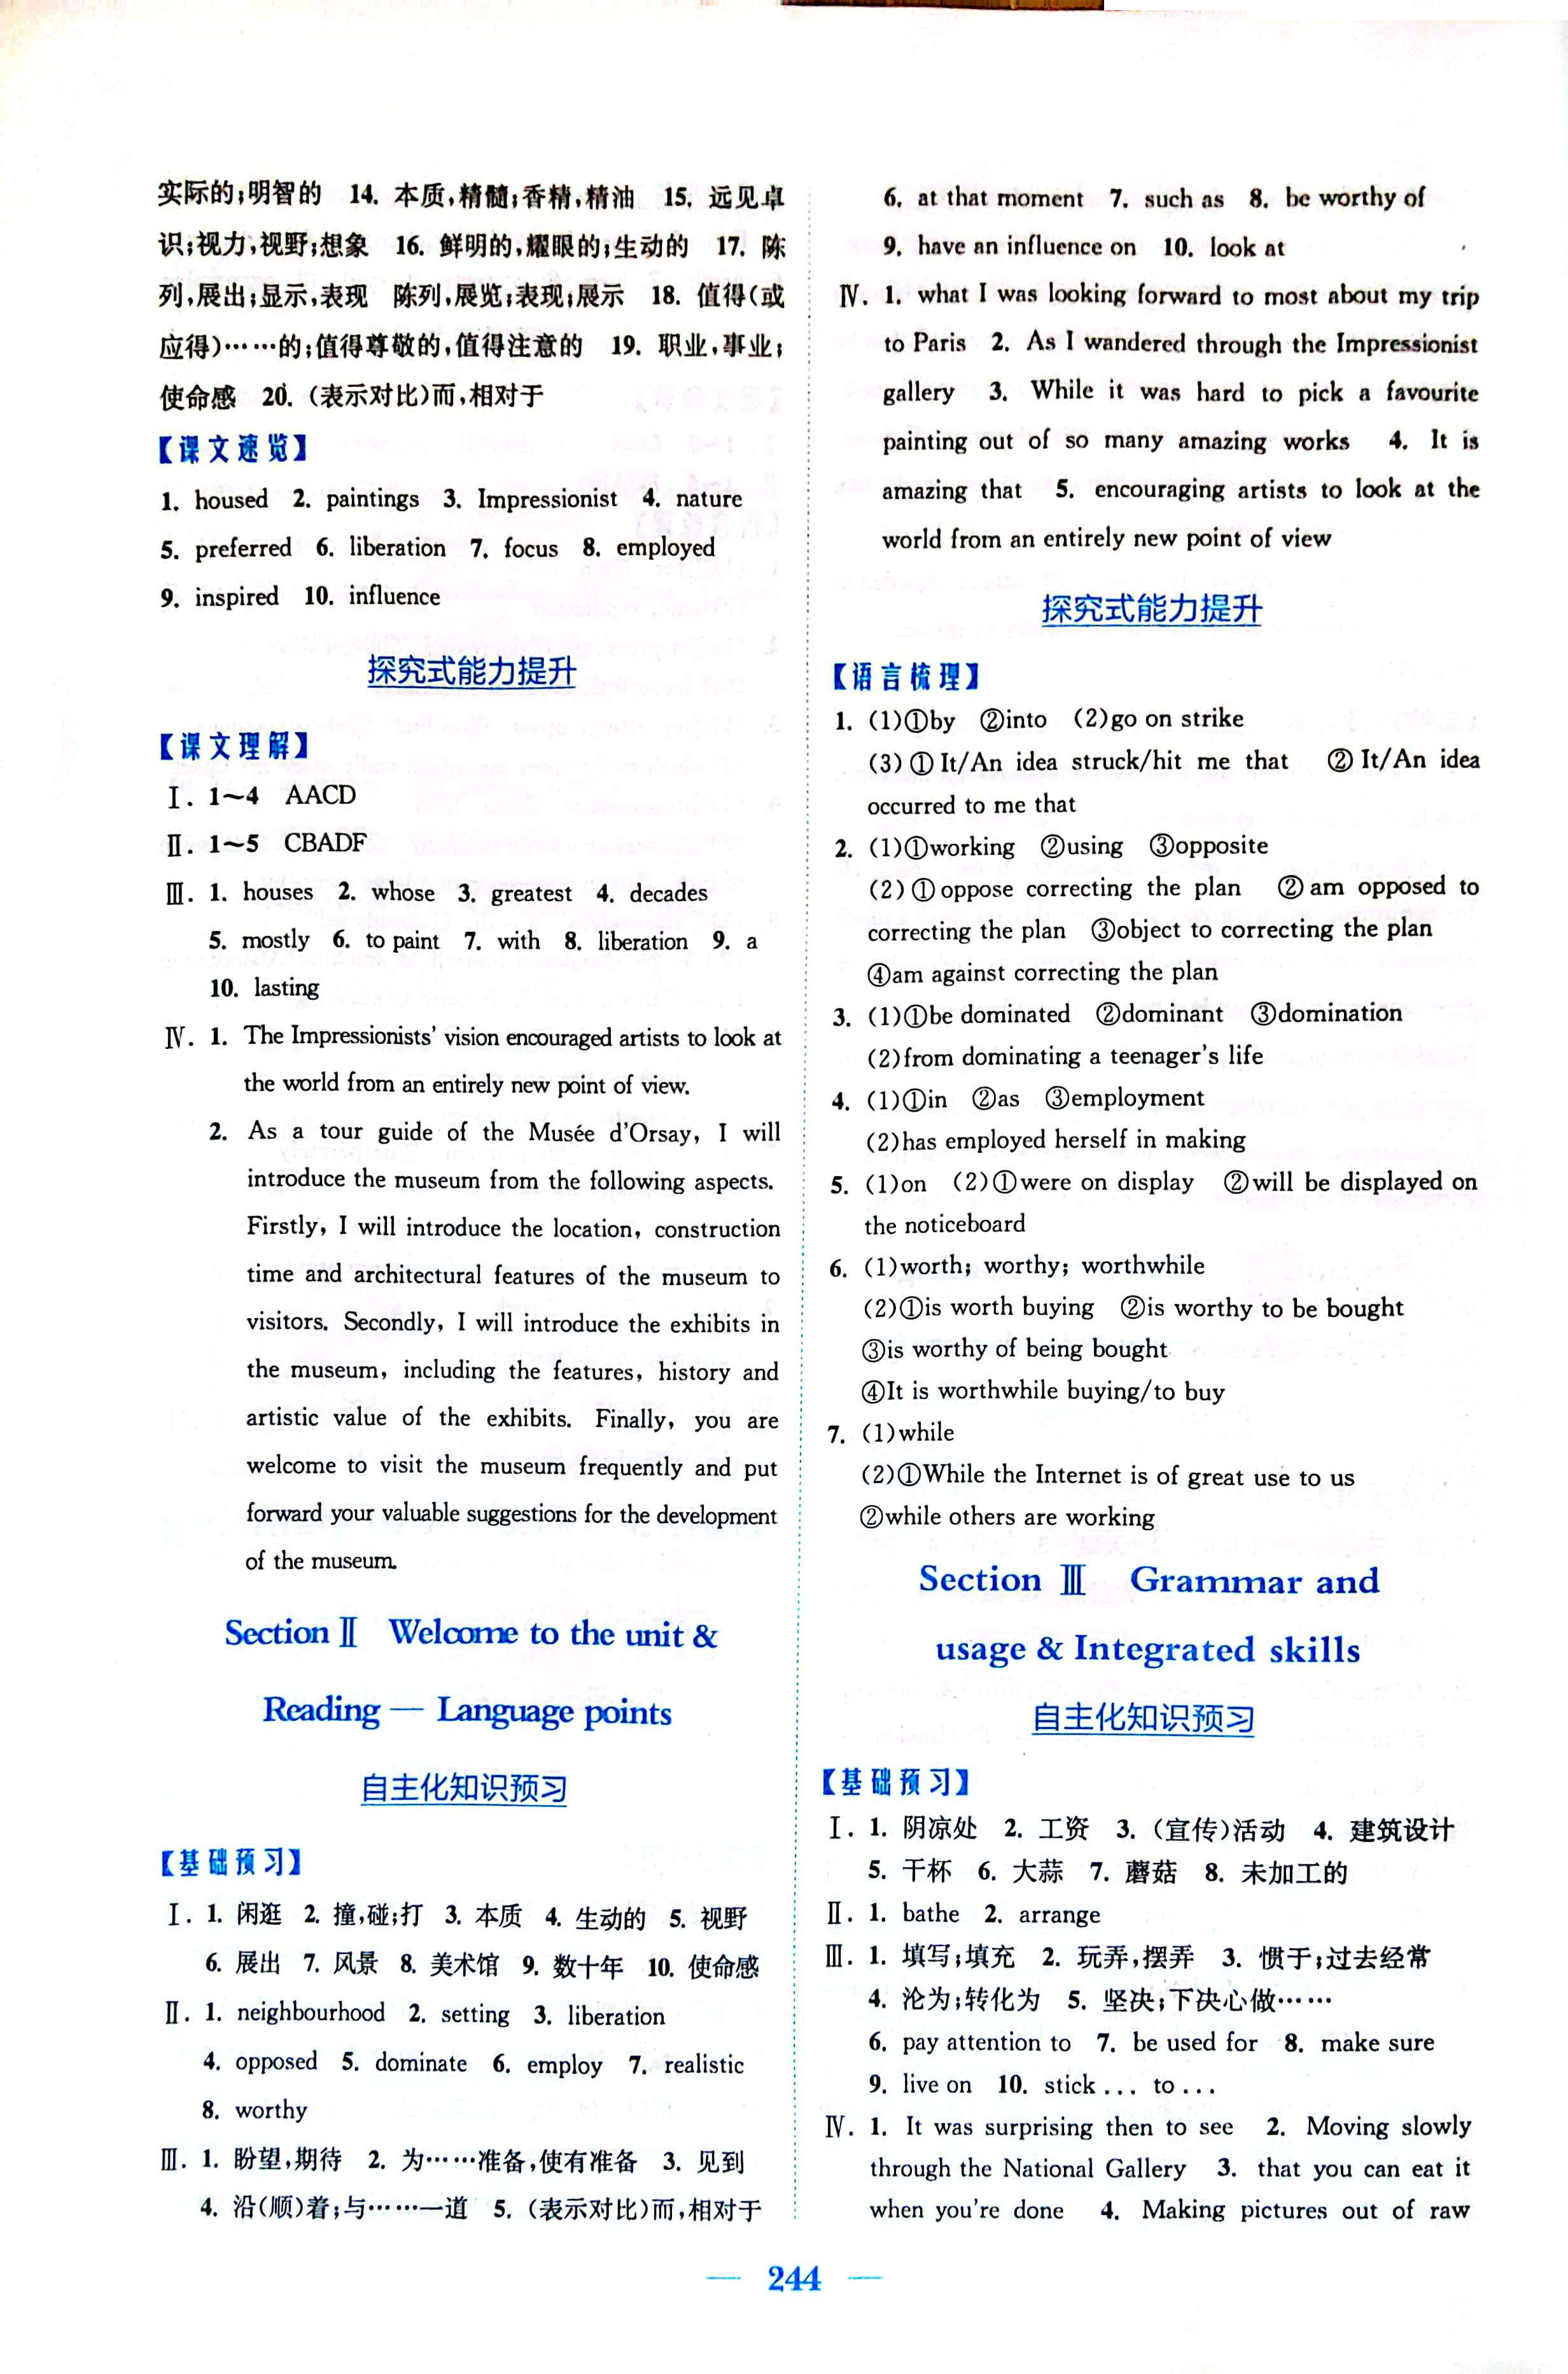 实际的;明智的 14. 本质,精髓;香精,精油 15. 远见卓
识;视力,视野;想象 16. 鲜明的,耀眼的;生动的 17. 陈
列,展出;显示,表现 陈列,展览;表现;展示 18. 值得(或
应得)……的;值得尊敬的,值得注意的 19. 职业,事业;
使命感 20. (表示对比)而,相对于
【课文速览】
1. housed 2. paintings 3. Impressionist 4. nature
5. preferred 6. liberation 7. focus 8. employed
9. inspired 10. influence
探究式能力提升
【课文理解】
Ⅰ. 1~4 AACD
Ⅱ. 1~5 CBADF
Ⅲ. 1. houses 2. whose 3. greatest 4. decades
5. mostly 6. to paint 7. with 8. liberation 9. a
10. lasting
Ⅳ. 1. The Impressionists' vision encouraged artists to look at
the world from an entirely new point of view.
2. As a tour guide of the Musée d'Orsay, I will
introduce the museum from the following aspects.
Firstly, I will introduce the location, construction
time and architectural features of the museum to
visitors. Secondly, I will introduce the exhibits in
the museum, including the features, history and
artistic value of the exhibits. Finally, you are
welcome to visit the museum frequently and put
forward your valuable suggestions for the development
of the museum.
Section Ⅱ Welcome to the unit &
Reading — Language points
自主化知识预习
【基础预习】
Ⅰ. 1. 闲逛 2. 撞,碰;打 3. 本质 4. 生动的 5. 视野
6. 展出 7. 风景 8. 美术馆 9. 数十年 10. 使命感
Ⅱ. 1. neighbourhood 2. setting 3. liberation
4. opposed 5. dominate 6. employ 7. realistic
8. worthy
Ⅲ. 1. 盼望,期待 2. 为……准备,使有准备 3. 见到
4. 沿(顺)着;与……一道 5. (表示对比)而,相对于
6. at that moment 7. such as 8. be worthy of
9. have an influence on 10. look at
Ⅳ. 1. what I was looking forward to most about my trip
to Paris 2. As I wandered through the Impressionist
gallery 3. While it was hard to pick a favourite
painting out of so many amazing works 4. It is
amazing that 5. encouraging artists to look at the
world from an entirely new point of view
探究式能力提升
【语言梳理】
1. (1)①by ②into (2)go on strike
(3)①It/An idea struck/hit me that ②It/An idea
occurred to me that
2. (1)①working ②using ③opposite
(2)①oppose correcting the plan ②am opposed to
correcting the plan ③object to correcting the plan
④am against correcting the plan
3. (1)①be dominated ②dominant ③domination
(2)from dominating a teenager's life
4. (1)①in ②as ③employment
(2)has employed herself in making
5. (1)on (2)①were on display ②will be displayed on
the noticeboard
6. (1)worth; worthy; worthwhile
(2)①is worth buying ②is worthy to be bought
③is worthy of being bought
④It is worthwhile buying/to buy
7. (1)while
(2)①While the Internet is of great use to us
②while others are working
Section Ⅲ Grammar and
usage & Integrated skills
自主化知识预习
【基础预习】
Ⅰ. 1. 阴凉处 2. 工资 3. (宣传)活动 4. 建筑设计
5. 干杯 6. 大蒜 7. 蘑菇 8. 未加工的
Ⅱ. 1. bathe 2. arrange
Ⅲ. 1. 填写;填充 2. 玩弄,摆弄 3. 惯于;过去经常
4. 沦为;转化为 5. 坚决;下决心做……
6. pay attention to 7. be used for 8. make sure
9. live on 10. stick ... to ...
Ⅳ. 1. It was surprising then to see 2. Moving slowly
through the National Gallery 3. that you can eat it
when you're done 4. Making pictures out of raw
— 244 —